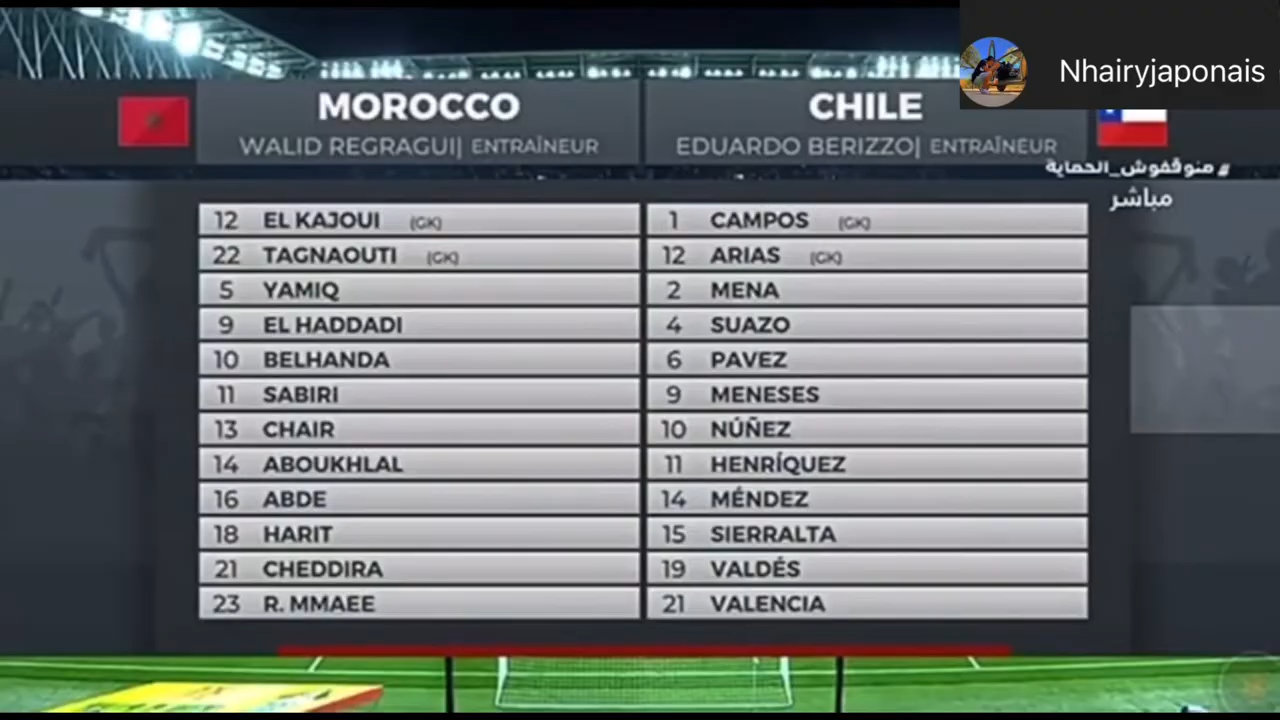 Nhairyjaponais
MOROCCO
WALID REGRAGUI| ENTRAÎNEUR
CHILE
EDUARDO BERIZZO| ENTRAÎNEUR
#منوقفوش_الحماية
مباشر
12 EL KAJOUI (GK)
22 TAGNAOUTI (GK)
5 YAMIQ
9 EL HADDADI
10 BELHANDA
11 SABIRI
13 CHAIR
14 ABOUKHLAL
16 ABDE
18 HARIT
21 CHEDDIRA
23 R. MMAEE
1 CAMPOS (GK)
12 ARIAS (GK)
2 MENA
4 SUAZO
6 PAVEZ
9 MENESES
10 NÚÑEZ
11 HENRÍQUEZ
14 MÉNDEZ
15 SIERRALTA
19 VALDÉS
21 VALENCIA